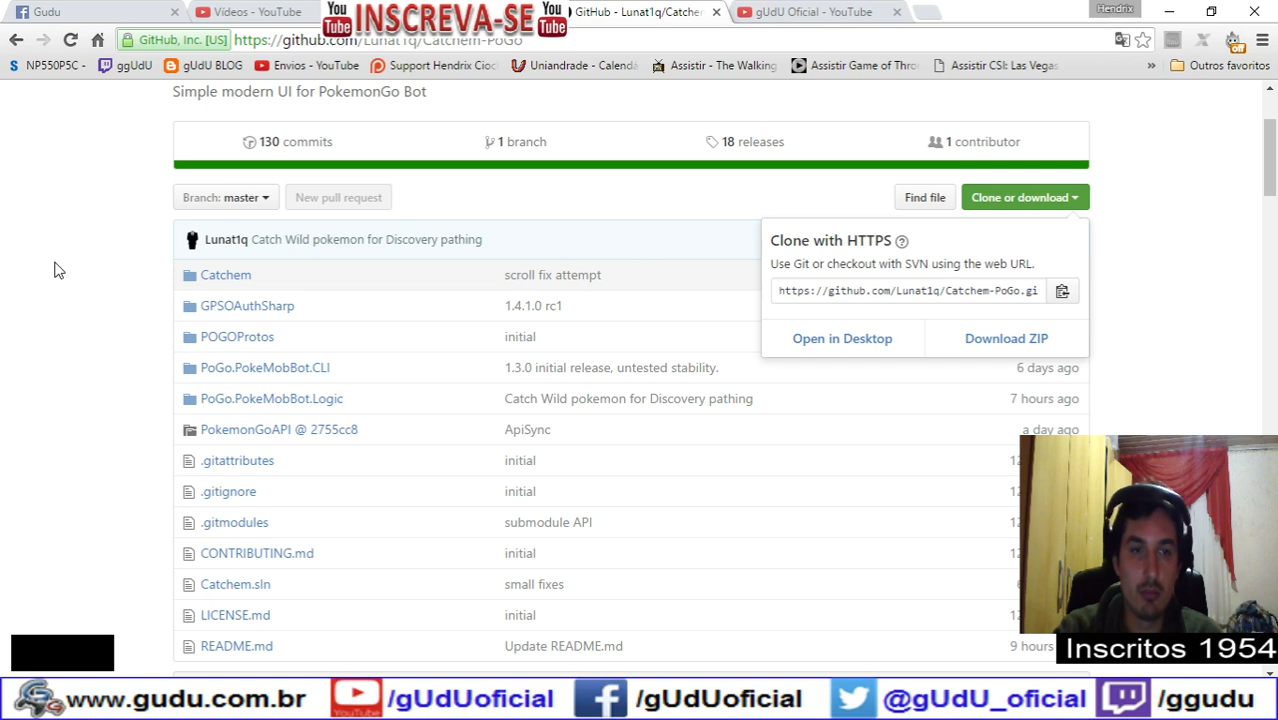 Gudu
Vídeos - YouTube
You Tube
INSCREVA-SE
You Tube
GitHub - Lunat1q/Catchem
gUdU Oficial - YouTube
Hendrix
GitHub, Inc. [US]
https://github.com/Lunat1q/Catchem-PoGo
NP550P5C -
ggUdU
gUdU BLOG
Envios - YouTube
Support Hendrix Cioc
Uniandrade - Calendá
Assistir - The Walking
Assistir Game of Thro
Assistir CSI: Las Vegas
»
Outros favoritos
Simple modern UI for PokemonGo Bot
130 commits
1 branch
18 releases
1 contributor
Branch: master
New pull request
Find file
Clone or download
Lunat1q Catch Wild pokemon for Discovery pathing
Clone with HTTPS
Use Git or checkout with SVN using the web URL.
https://github.com/Lunat1q/Catchem-PoGo.gi
Open in Desktop
Download ZIP
Catchem scroll fix attempt
GPSOAuthSharp 1.4.1.0 rc1
POGOProtos initial
PoGo.PokeMobBot.CLI 1.3.0 initial release, untested stability. 6 days ago
PoGo.PokeMobBot.Logic Catch Wild pokemon for Discovery pathing 7 hours ago
PokemonGoAPI @ 2755cc8 ApiSync a day ago
.gitattributes initial
.gitignore initial
.gitmodules submodule API
CONTRIBUTING.md initial
Catchem.sln small fixes
LICENSE.md initial
README.md Update README.md 9 hours
Inscritos 1954
www.gudu.com.br
YouTube
/gUdUoficial
/gUdUoficial
@gUdU_oficial
/ggudu